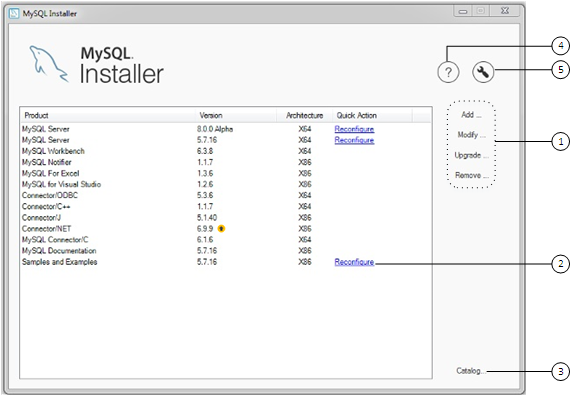 MySQL Installer
MySQL.
Installer
4
5
?
Product Version Architecture Quick Action
MySQL Server 8.0.0 Alpha X64 Reconfigure
MySQL Server 5.7.16 X64 Reconfigure
MySQL Workbench 6.3.8 X64
MySQL Notifier 1.1.7 X86
MySQL For Excel 1.3.6 X86
MySQL for Visual Studio 1.2.6 X86
Connector/ODBC 5.3.6 X64
Connector/C++ 1.1.7 X64
Connector/J 5.1.40 X86
Connector/NET 6.9.9 X86
MySQL Connector/C 6.1.6 X64
MySQL Documentation 5.7.16 X86
Samples and Examples 5.7.16 X86 Reconfigure
Add ...
Modify ...
Upgrade ...
Remove ...
1
2
Catalog...
3